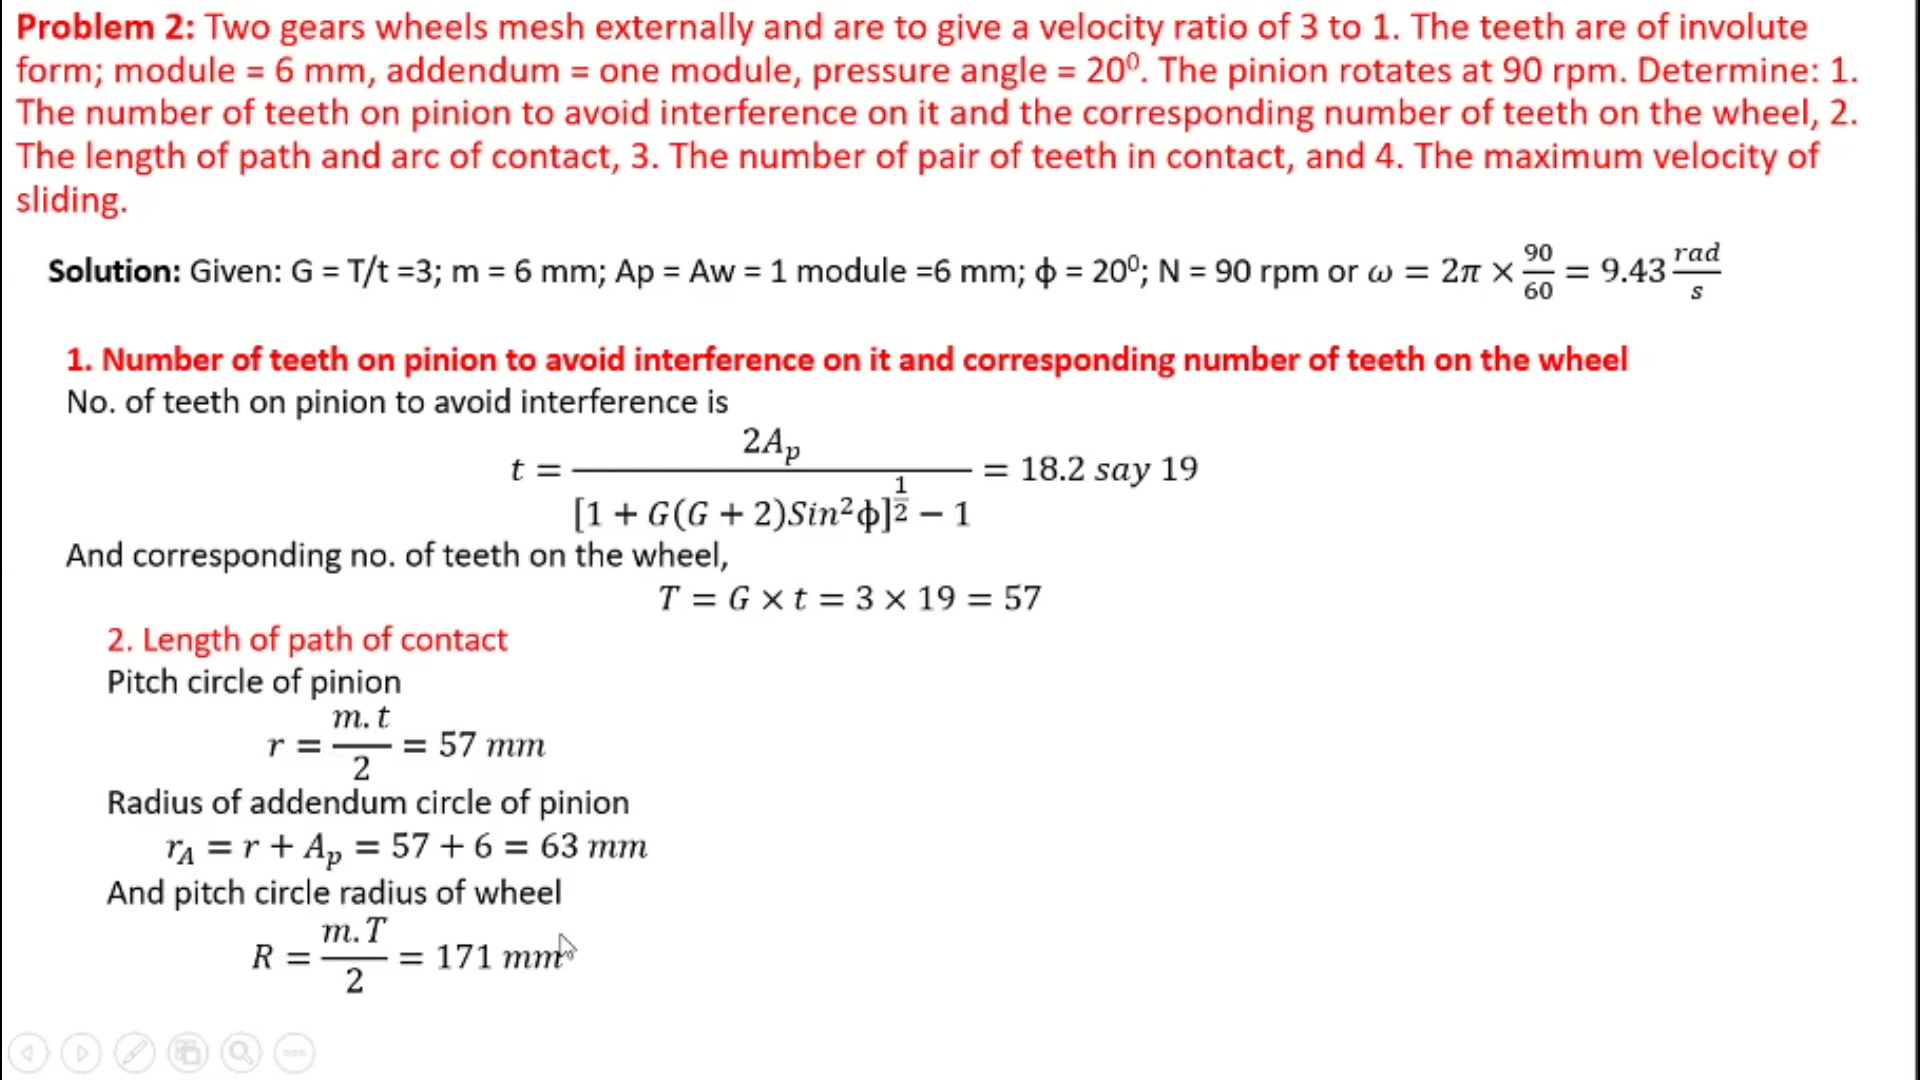 Problem 2: Two gears wheels mesh externally and are to give a velocity ratio of 3 to 1. The teeth are of involute
form; module = 6 mm, addendum = one module, pressure angle = 20⁰. The pinion rotates at 90 rpm. Determine: 1.
The number of teeth on pinion to avoid interference on it and the corresponding number of teeth on the wheel, 2.
The length of path and arc of contact, 3. The number of pair of teeth in contact, and 4. The maximum velocity of
sliding.
Solution: Given: G = T/t =3; m = 6 mm; Ap = Aw = 1 module =6 mm; ϕ = 20⁰; N = 90 rpm or ω = 2π × 90/60 = 9.43 rad/s
1. Number of teeth on pinion to avoid interference on it and corresponding number of teeth on the wheel
No. of teeth on pinion to avoid interference is
t = 2A_p / [1 + G(G + 2)Sin²ϕ]^(1/2) − 1 = 18.2 say 19
And corresponding no. of teeth on the wheel,
T = G × t = 3 × 19 = 57
2. Length of path of contact
Pitch circle of pinion
r = m.t/2 = 57 mm
Radius of addendum circle of pinion
r_A = r + A_p = 57 + 6 = 63 mm
And pitch circle radius of wheel
R = m.T/2 = 171 mm